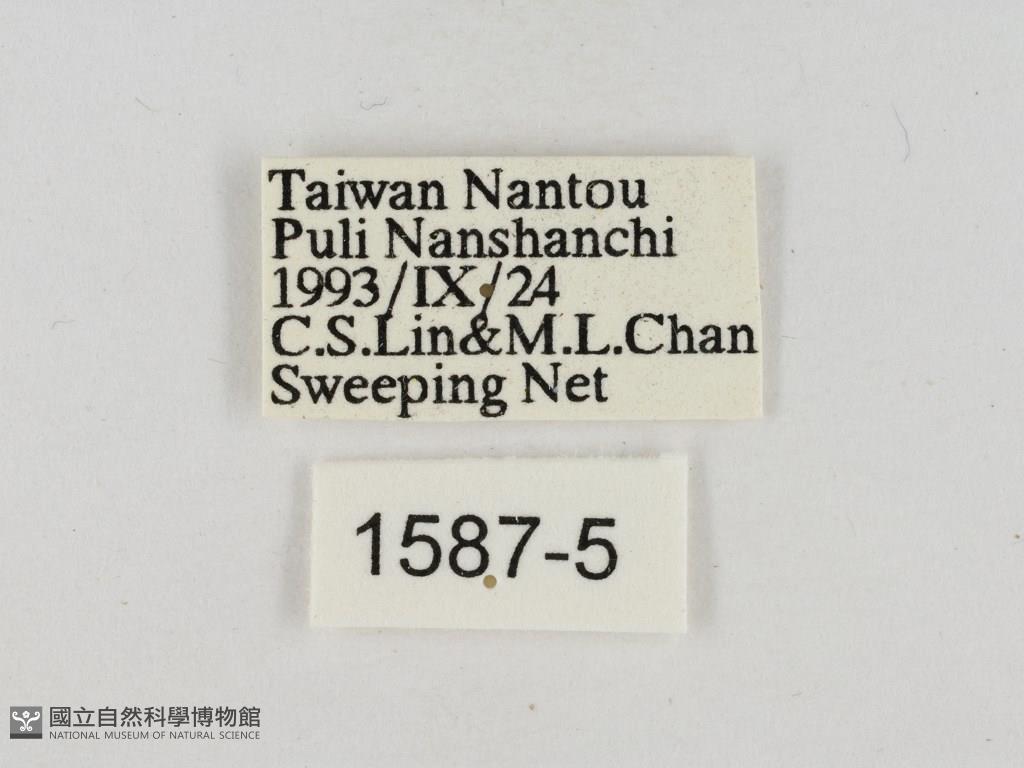 Taiwan Nantou
Puli Nanshanchi
1993/IX/24
C.S.Lin&M.L.Chan
Sweeping Net
1587-5
國立自然科學博物館
NATIONAL MUSEUM OF NATURAL SCIENCE